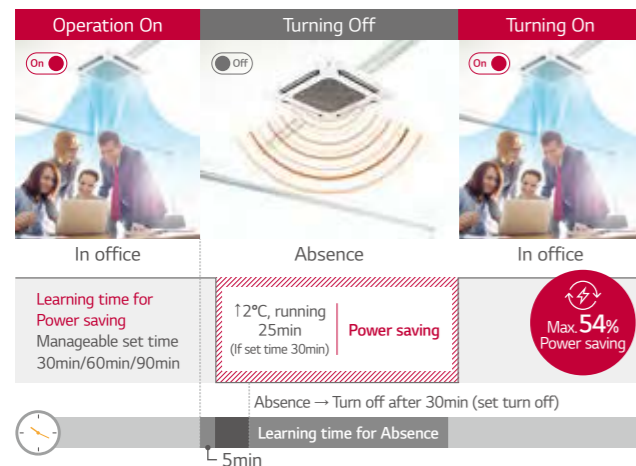 Operation On
Turning Off
Turning On
On
Off
On
In office
Absence
In office
Learning time for
Power saving
Manageable set time
30min/60min/90min
↑2℃, running
25min
(If set time 30min)
Power saving
Max.54%
Power saving
Absence → Turn off after 30min (set turn off)
Learning time for Absence
5min